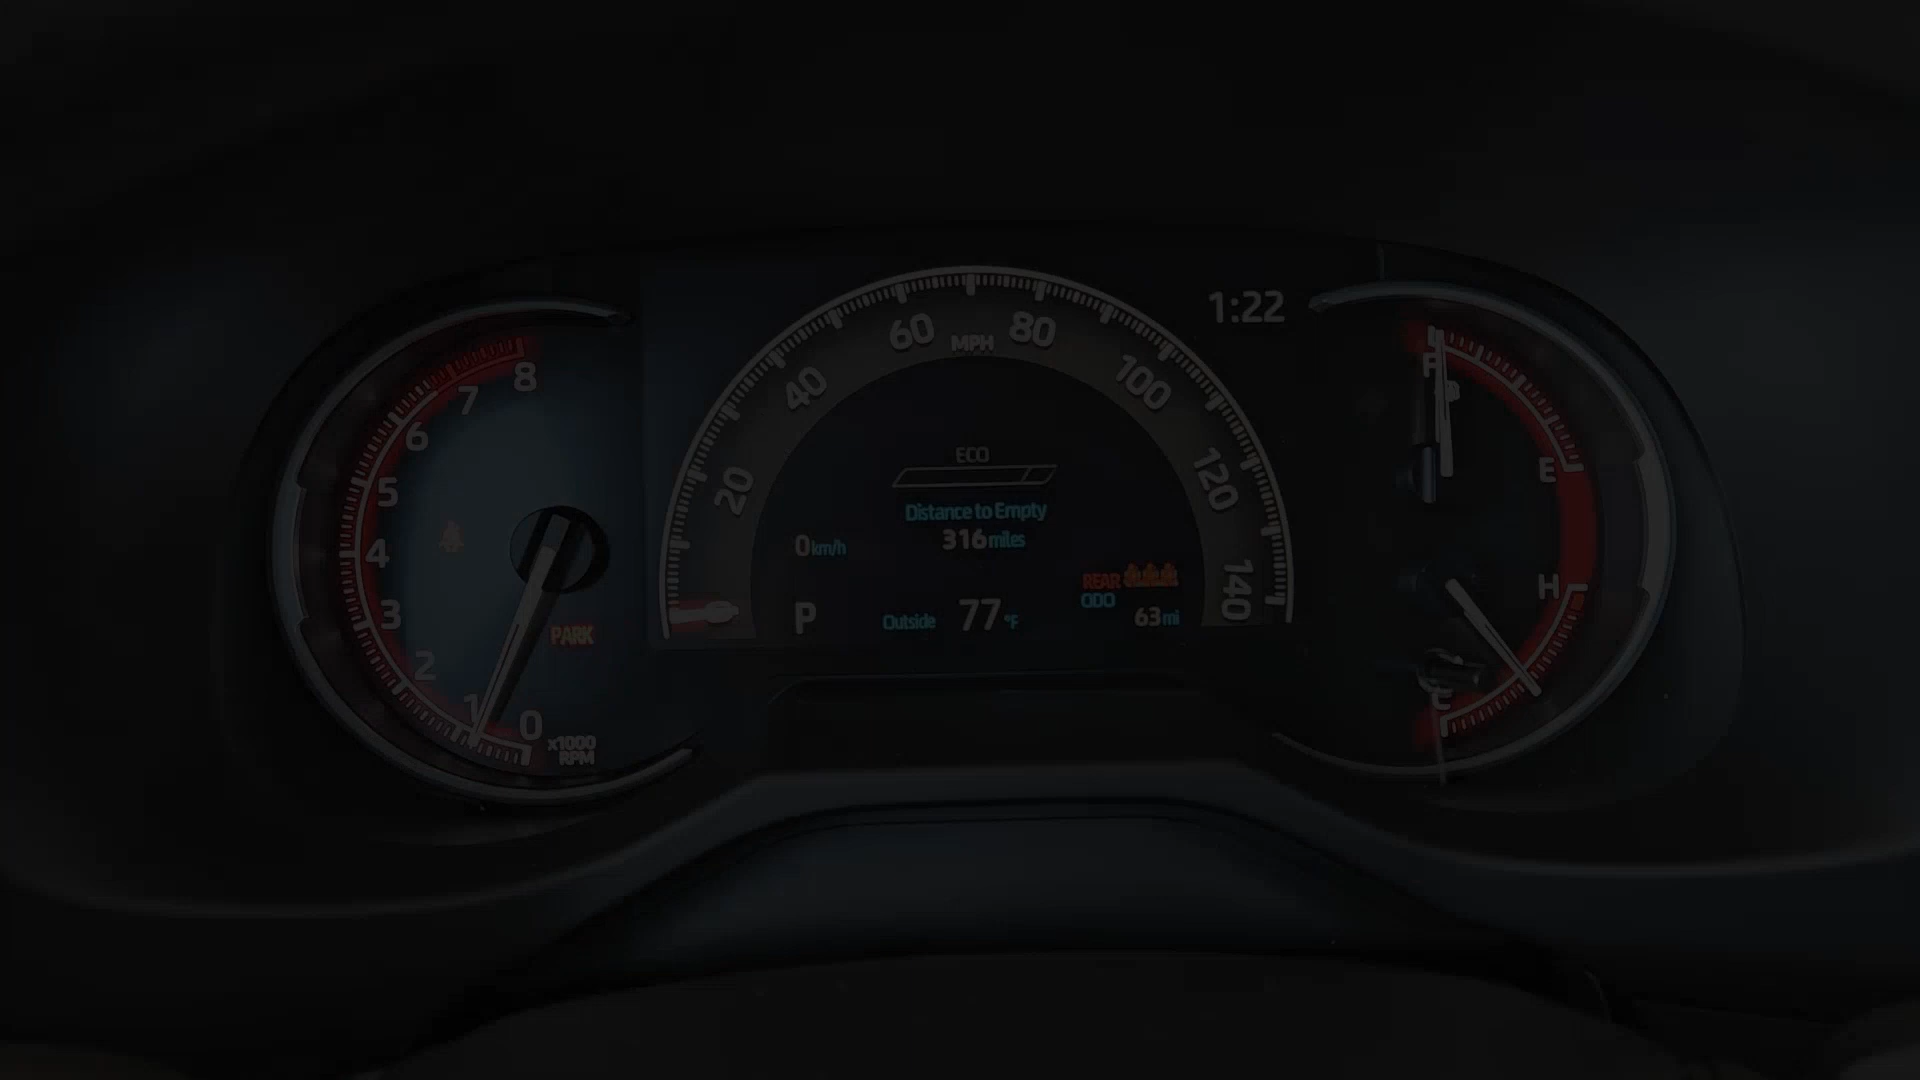 8
7
6
5
4
3
2
1
0
x1000
RPM
PARK
20
40
60
MPH
80
100
120
140
1:22
ECO
Distance to Empty
316 miles
0 km/h
P
Outside 77 °F
REAR
ODO
63 mi
F
E
H
C